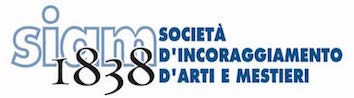 siam
1838
SOCIETÀ
D'INCORAGGIAMENTO
D'ARTI E MESTIERI